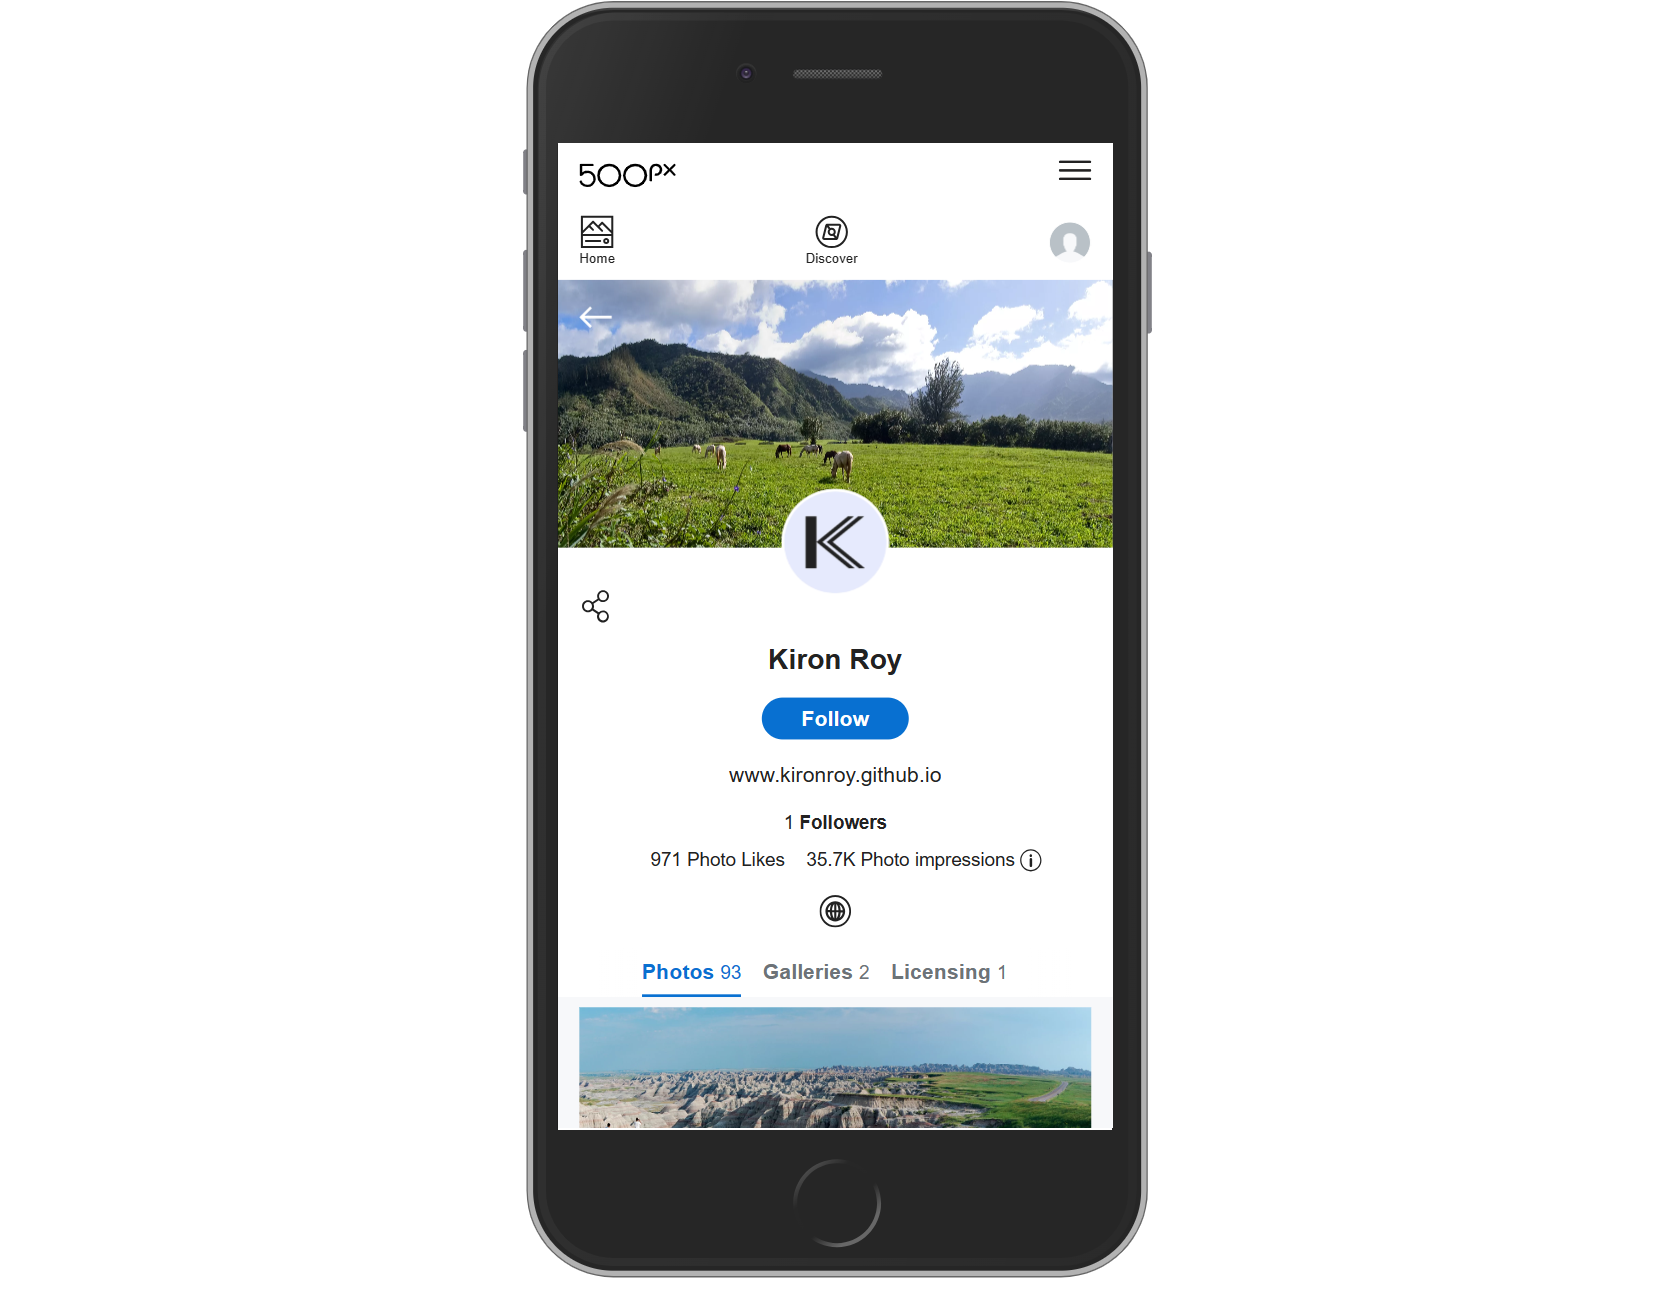 500px
Home
Discover
K
Kiron Roy
Follow
www.kironroy.github.io
1 Followers
971 Photo Likes 35.7K Photo impressions
Photos 93 Galleries 2 Licensing 1